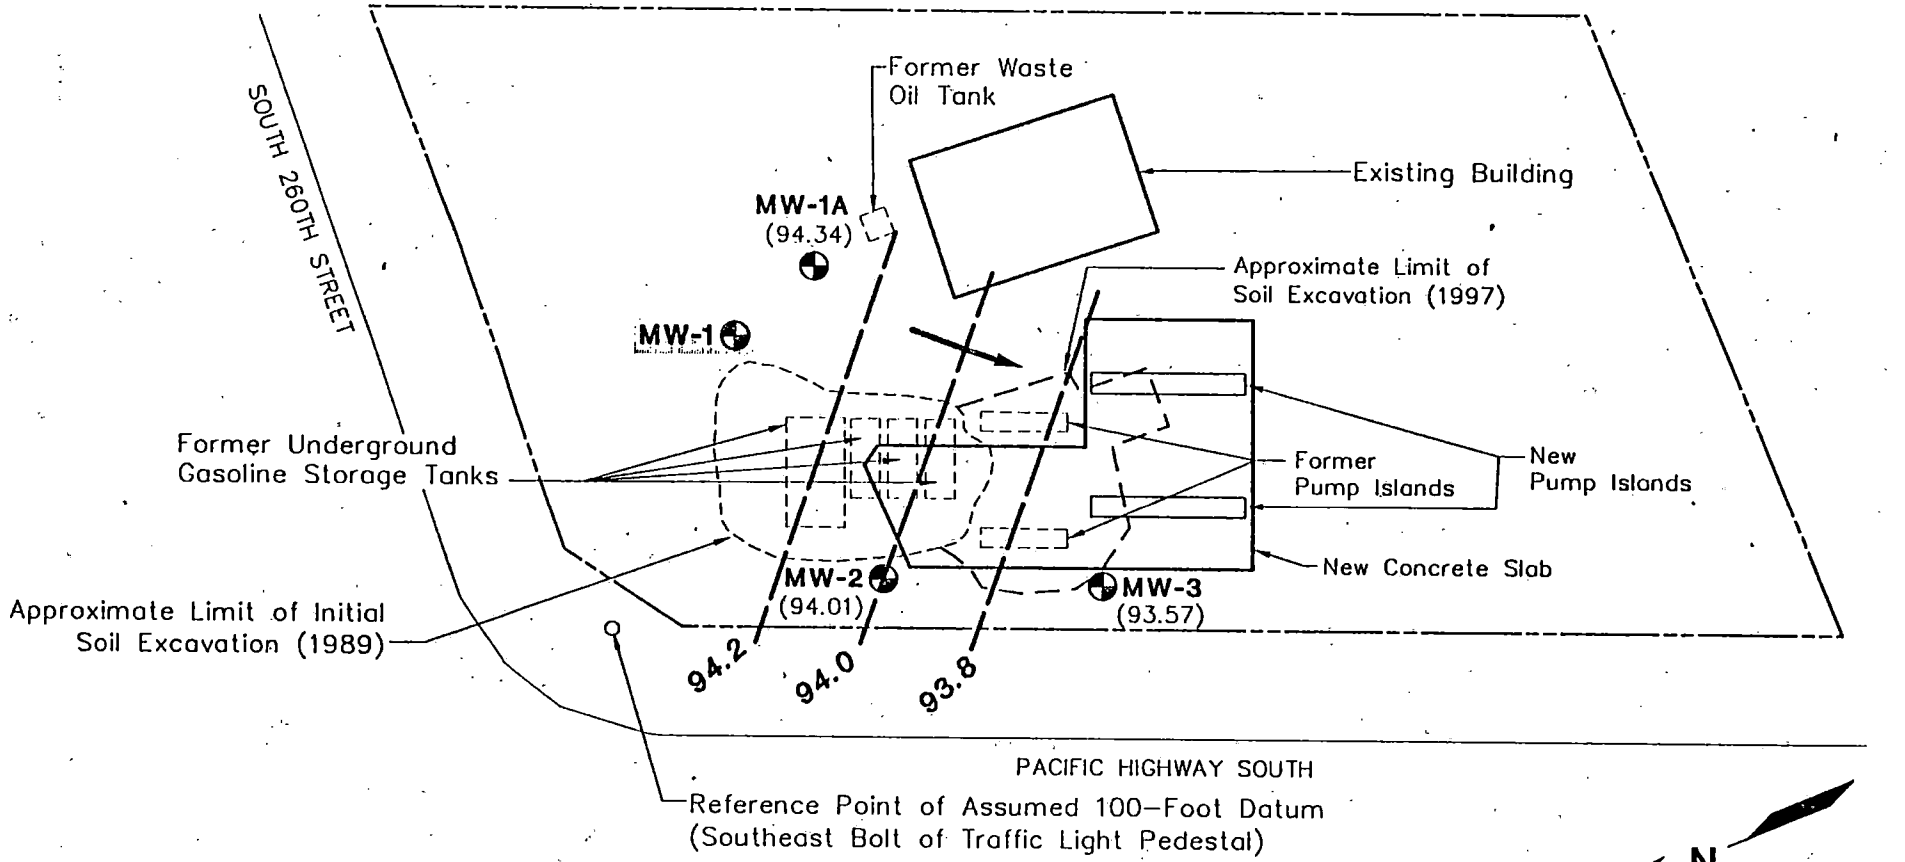 Former Waste
Oil Tank
SOUTH 260TH STREET
Existing Building
MW-1A
(94.34)
Approximate Limit of
Soil Excavation (1997)
MW-1
Former Underground
Gasoline Storage Tanks
Former
Pump Islands
New
Pump Islands
New Concrete Slab
MW-2
(94.01)
MW-3
(93.57)
Approximate Limit of Initial
Soil Excavation (1989)
94.2
94.0
93.8
PACIFIC HIGHWAY SOUTH
Reference Point of Assumed 100-Foot Datum
(Southeast Bolt of Traffic Light Pedestal)
N